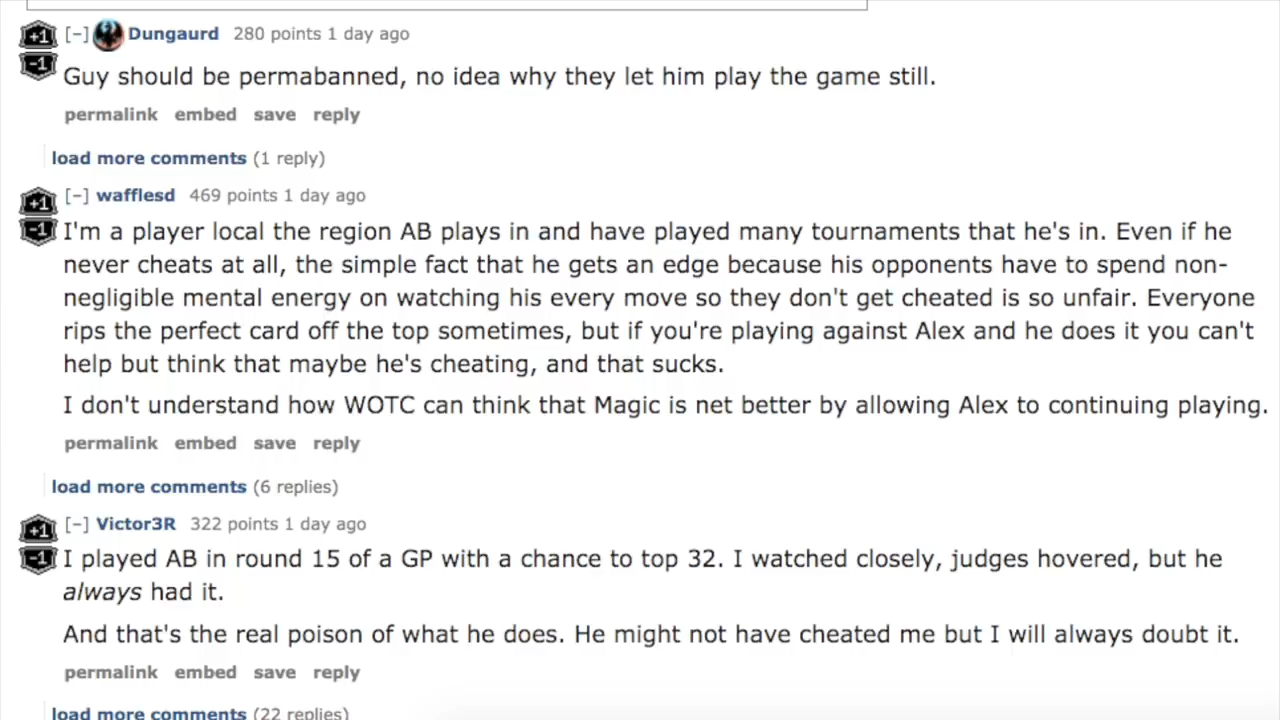 +1 [−] Dungaurd 280 points 1 day ago
-1
Guy should be permabanned, no idea why they let him play the game still.
permalink embed save reply
load more comments (1 reply)
+1 [−] wafflesd 469 points 1 day ago
-1 I'm a player local the region AB plays in and have played many tournaments that he's in. Even if he
never cheats at all, the simple fact that he gets an edge because his opponents have to spend non-
negligible mental energy on watching his every move so they don't get cheated is so unfair. Everyone
rips the perfect card off the top sometimes, but if you're playing against Alex and he does it you can't
help but think that maybe he's cheating, and that sucks.
I don't understand how WOTC can think that Magic is net better by allowing Alex to continuing playing.
permalink embed save reply
load more comments (6 replies)
+1 [−] Victor3R 322 points 1 day ago
-1 I played AB in round 15 of a GP with a chance to top 32. I watched closely, judges hovered, but he
always had it.
And that's the real poison of what he does. He might not have cheated me but I will always doubt it.
permalink embed save reply
load more comments (22 replies)